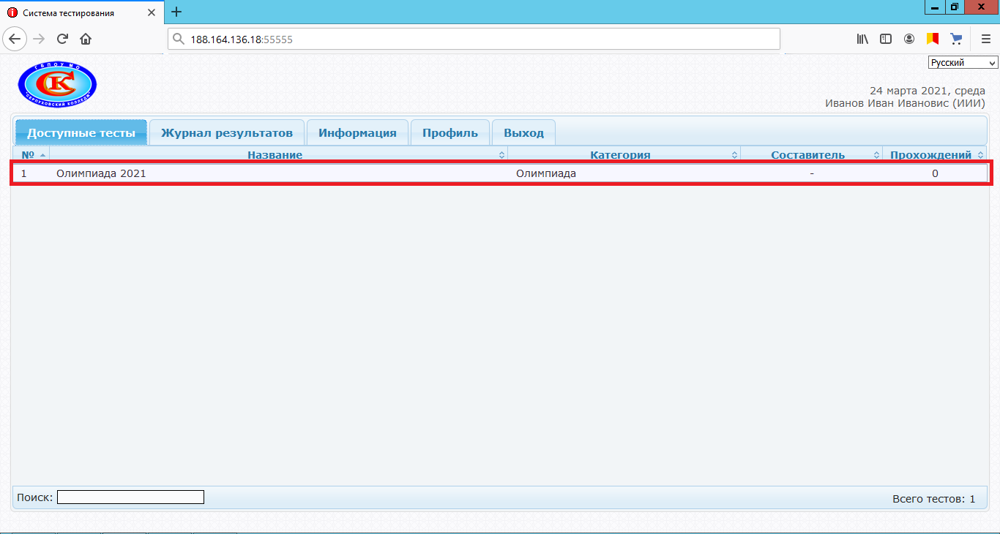 Система тестирования
188.164.136.18:55555
Русский
ГБПОУ МО
СК
"СЕРПУХОВСКИЙ КОЛЛЕДЖ"
24 марта 2021, среда
Иванов Иван Ивановис (ИИИ)
Доступные тесты Журнал результатов Информация Профиль Выход
№ Название Категория Составитель Прохождений
1 Олимпиада 2021 Олимпиада - 0
Поиск: Всего тестов: 1